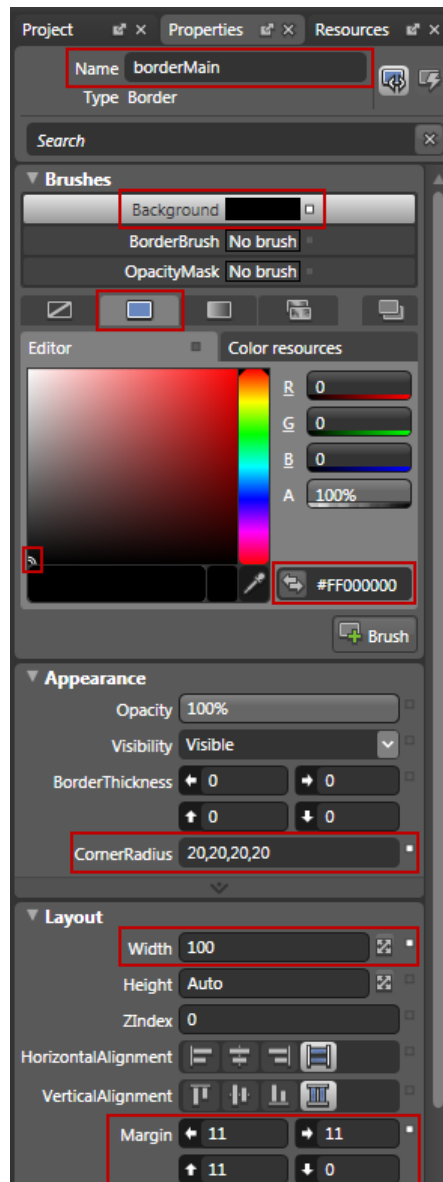 Project Properties Resources
Name borderMain
Type Border
Search
Brushes
Background
BorderBrush No brush
OpacityMask No brush
Editor Color resources
R 0
G 0
B 0
A 100%
#FF000000
Brush
Appearance
Opacity 100%
Visibility Visible
BorderThickness 0 0
0 0
CornerRadius 20,20,20,20
Layout
Width 100
Height Auto
ZIndex 0
HorizontalAlignment
VerticalAlignment
Margin 11 11
11 0